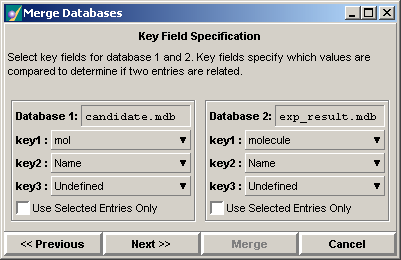 Merge Databases
Key Field Specification
Select key fields for database 1 and 2. Key fields specify which values are
compared to determine if two entries are related.
Database 1: candidate.mdb Database 2: exp_result.mdb
key1 : mol key1 : molecule
key2 : Name key2 : Name
key3 : Undefined key3 : Undefined
Use Selected Entries Only Use Selected Entries Only
<< Previous Next >> Merge Cancel